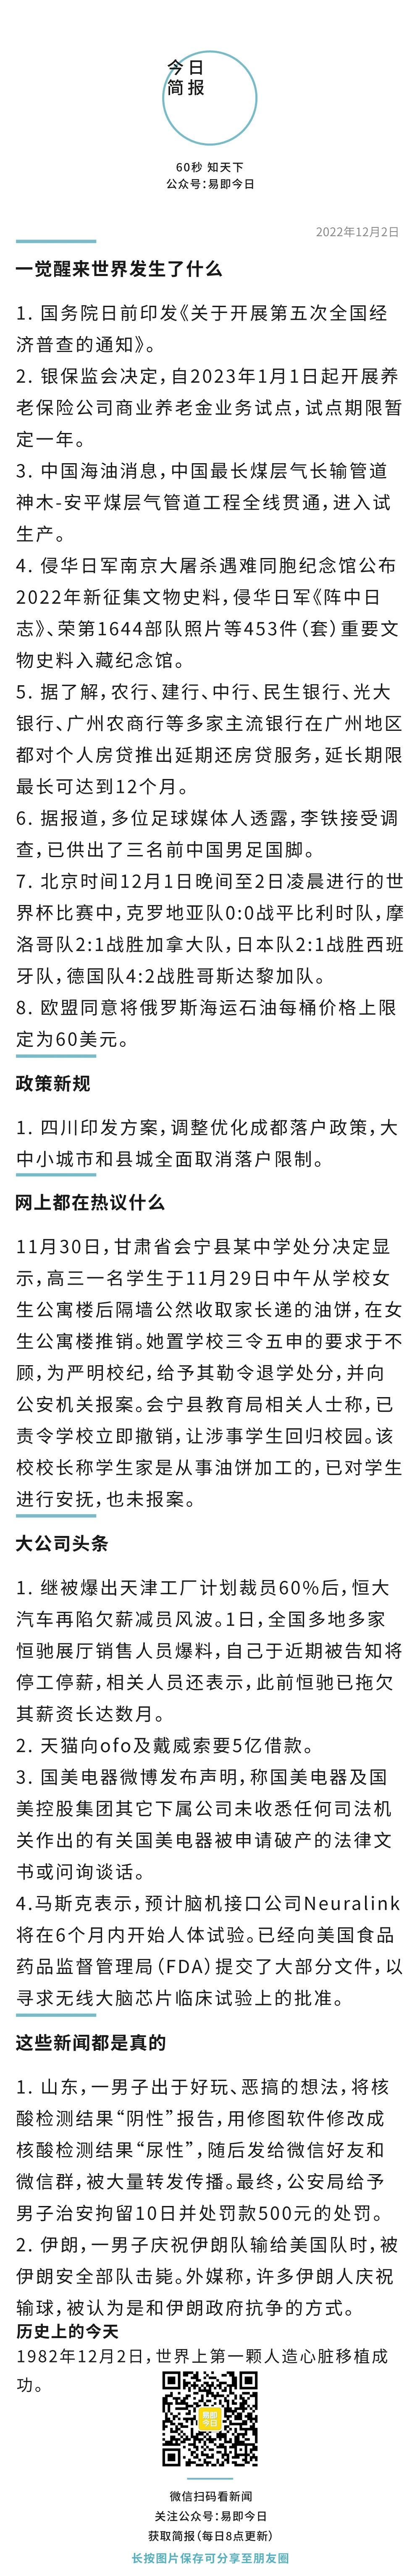 今日
简报
60秒 知天下
公众号：易即今日
2022年12月2日
一觉醒来世界发生了什么
1. 国务院日前印发《关于开展第五次全国经
济普查的通知》。
2. 银保监会决定，自2023年1月1日起开展养
老保险公司商业养老金业务试点，试点期限暂
定一年。
3. 中国海油消息，中国最长煤层气长输管道
神木-安平煤层气管道工程全线贯通，进入试
生产。
4. 侵华日军南京大屠杀遇难同胞纪念馆公布
2022年新征集文物史料，侵华日军《阵中日
志》、荣第1644部队照片等453件（套）重要文
物史料入藏纪念馆。
5. 据了解，农行、建行、中行、民生银行、光大
银行、广州农商行等多家主流银行在广州地区
都对个人房贷推出延期还房贷服务，延长期限
最长可达到12个月。
6. 据报道，多位足球媒体人透露，李铁接受调
查，已供出了三名前中国男足国脚。
7. 北京时间12月1日晚间至2日凌晨进行的世
界杯比赛中，克罗地亚队0:0战平比利时队，摩
洛哥队2:1战胜加拿大队，日本队2:1战胜西班
牙队，德国队4:2战胜哥斯达黎加队。
8. 欧盟同意将俄罗斯海运石油每桶价格上限
定为60美元。
政策新规
1. 四川印发方案，调整优化成都落户政策，大
中小城市和县城全面取消落户限制。
网上都在热议什么
11月30日，甘肃省会宁县某中学处分决定显
示，高三一名学生于11月29日中午从学校女
生公寓楼后隔墙公然收取家长递的油饼，在女
生公寓楼推销。她置学校三令五申的要求于不
顾，为严明校纪，给予其勒令退学处分，并向
公安机关报案。会宁县教育局相关人士称，已
责令学校立即撤销，让涉事学生回归校园。该
校校长称学生家是从事油饼加工的，已对学生
进行安抚，也未报案。
大公司头条
1. 继被爆出天津工厂计划裁员60%后，恒大
汽车再陷欠薪减员风波。1日，全国多地多家
恒驰展厅销售人员爆料，自己于近期被告知将
停工停薪，相关人员还表示，此前恒驰已拖欠
其薪资长达数月。
2. 天猫向ofo及戴威索要5亿借款。
3. 国美电器微博发布声明，称国美电器及国
美控股集团其它下属公司未收悉任何司法机
关作出的有关国美电器被申请破产的法律文
书或问询谈话。
4.马斯克表示，预计脑机接口公司Neuralink
将在6个月内开始人体试验。已经向美国食品
药品监督管理局（FDA）提交了大部分文件，以
寻求无线大脑芯片临床试验上的批准。
这些新闻都是真的
1. 山东，一男子出于好玩、恶搞的想法，将核
酸检测结果“阴性”报告，用修图软件修改成
核酸检测结果“尿性”，随后发给微信好友和
微信群，被大量转发传播。最终，公安局给予
男子治安拘留10日并处罚款500元的处罚。
2. 伊朗，一男子庆祝伊朗队输给美国队时，被
伊朗安全部队击毙。外媒称，许多伊朗人庆祝
输球，被认为是和伊朗政府抗争的方式。
历史上的今天
1982年12月2日，世界上第一颗人造心脏移植成
功。
易即
今日
微信扫码看新闻
关注公众号：易即今日
获取简报（每日8点更新）
长按图片保存可分享至朋友圈